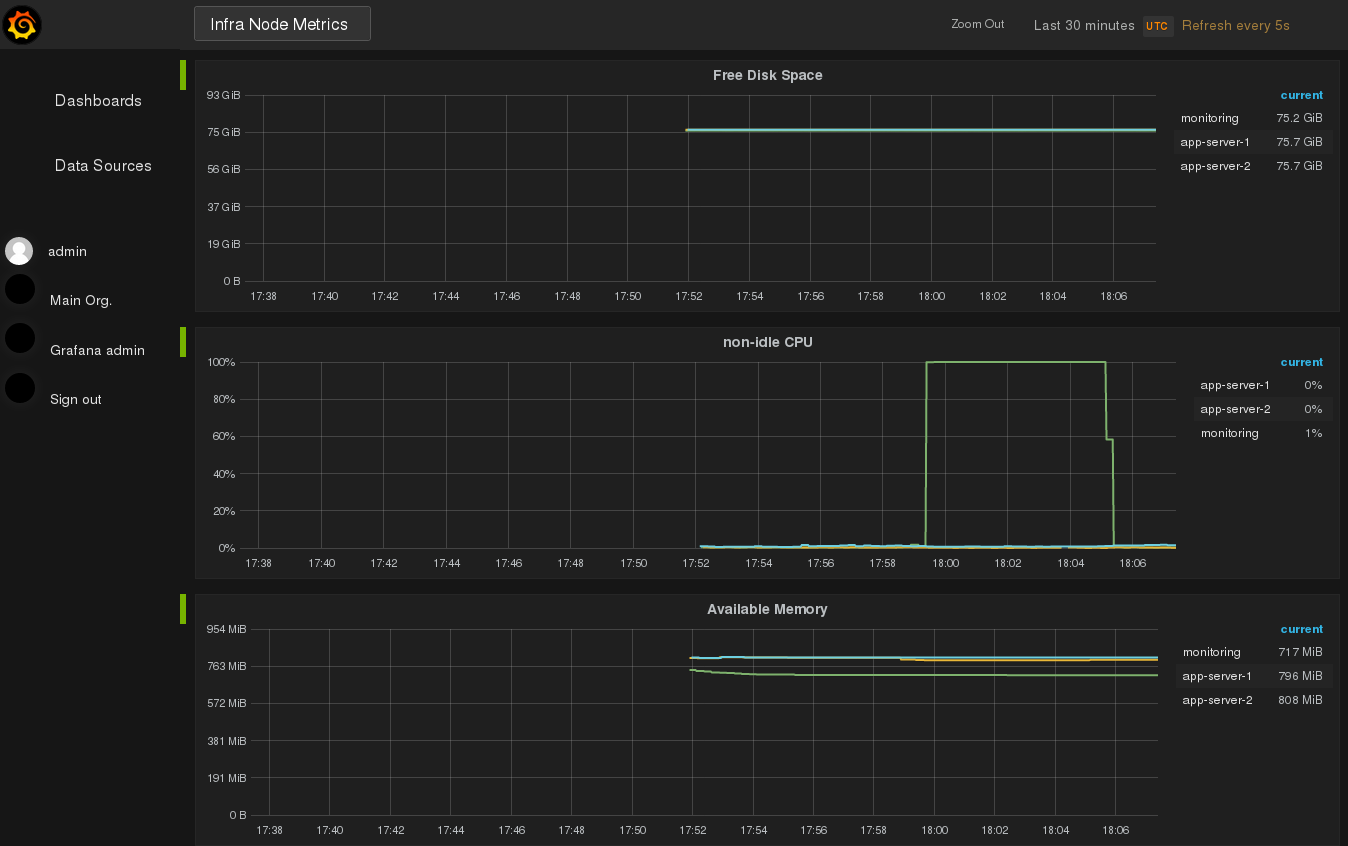 Infra Node Metrics
Zoom Out Last 30 minutes UTC Refresh every 5s
Dashboards
Data Sources
admin
Main Org.
Grafana admin
Sign out
Free Disk Space
93 GiB
75 GiB
56 GiB
37 GiB
19 GiB
0 B
17:38 17:40 17:42 17:44 17:46 17:48 17:50 17:52 17:54 17:56 17:58 18:00 18:02 18:04 18:06
current
monitoring 75.2 GiB
app-server-1 75.7 GiB
app-server-2 75.7 GiB
non-idle CPU
100%
80%
60%
40%
20%
0%
17:38 17:40 17:42 17:44 17:46 17:48 17:50 17:52 17:54 17:56 17:58 18:00 18:02 18:04 18:06
current
app-server-1 0%
app-server-2 0%
monitoring 1%
Available Memory
954 MiB
763 MiB
572 MiB
381 MiB
191 MiB
0 B
17:38 17:40 17:42 17:44 17:46 17:48 17:50 17:52 17:54 17:56 17:58 18:00 18:02 18:04 18:06
current
monitoring 717 MiB
app-server-1 796 MiB
app-server-2 808 MiB